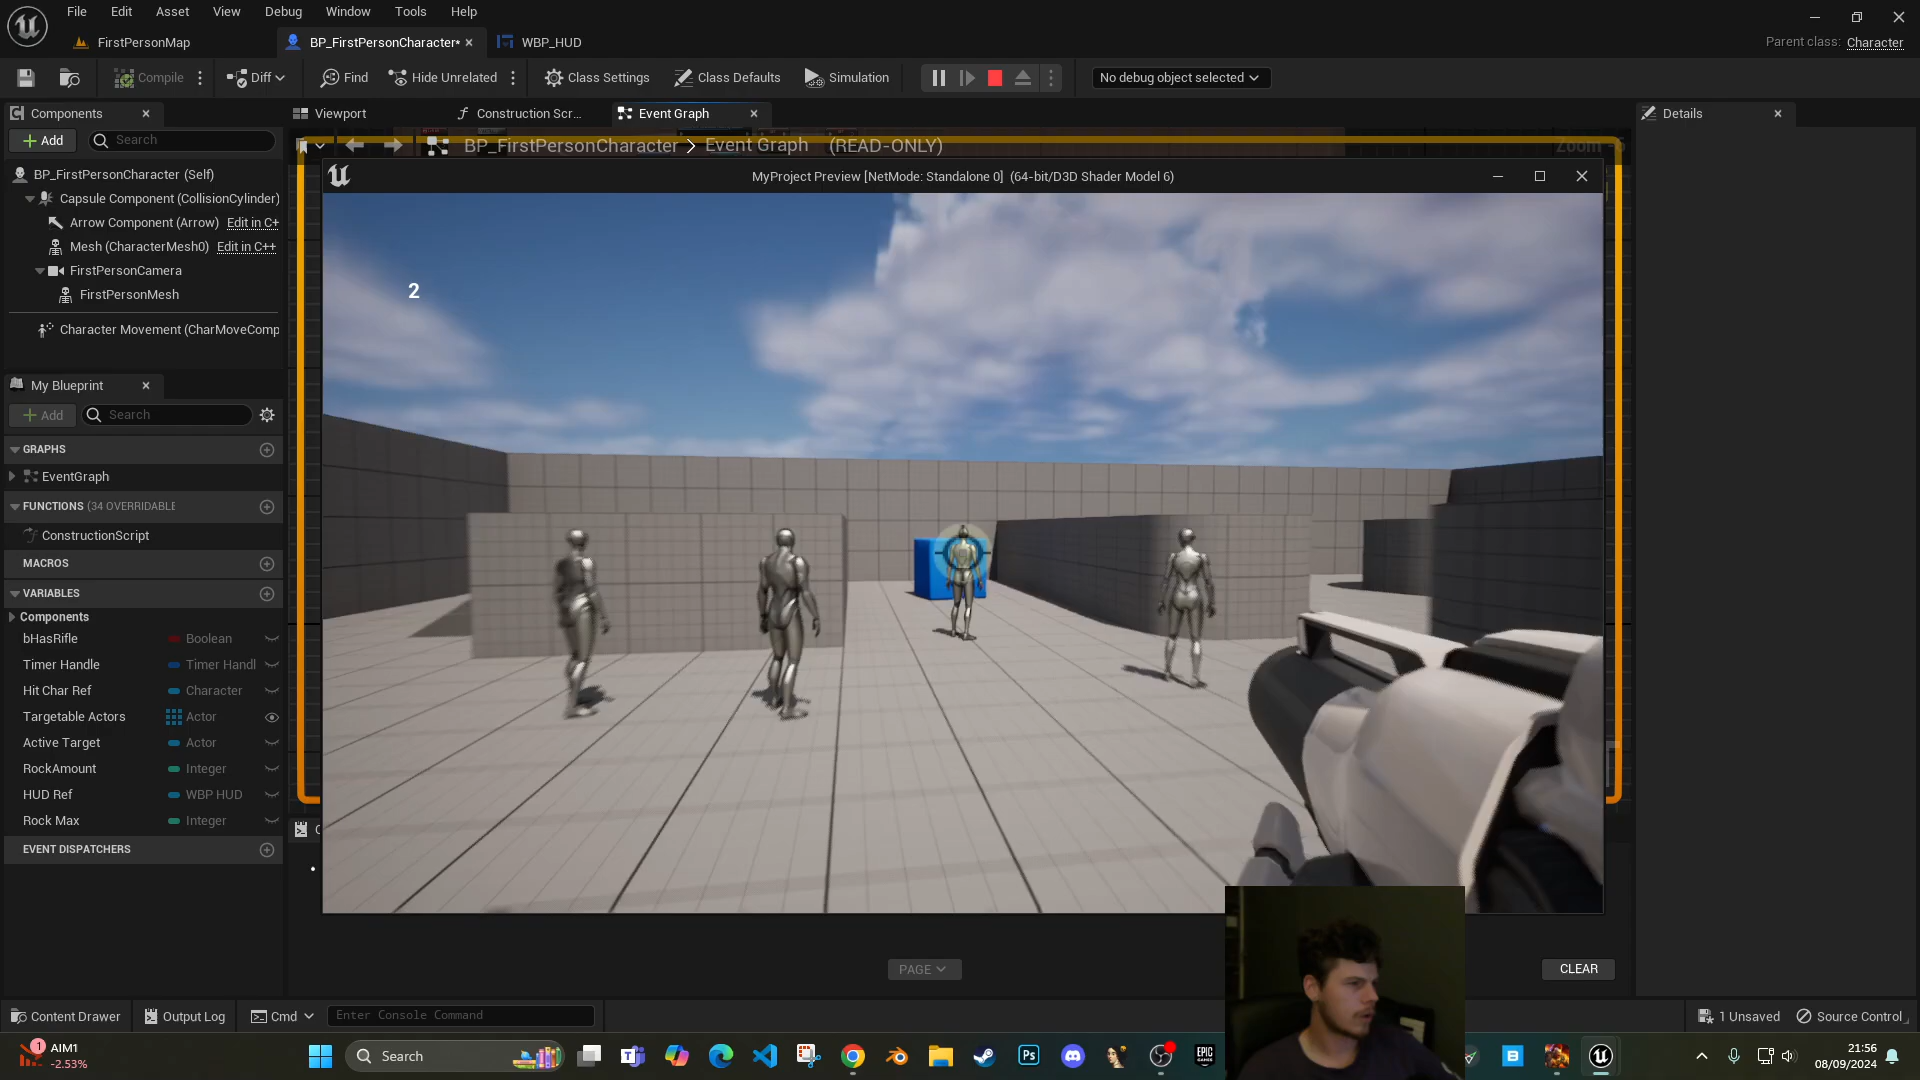 File Edit Asset View Debug Window Tools Help
FirstPersonMap BP_FirstPersonCharacter* WBP_HUD
Parent class: Character
Compile Diff Find Hide Unrelated Class Settings Class Defaults Simulation No debug object selected
Components Viewport Construction Scr... Event Graph Details
Add Search
BP_FirstPersonCharacter > Event Graph (READ-ONLY)
BP_FirstPersonCharacter (Self)
MyProject Preview [NetMode: Standalone 0] (64-bit/D3D Shader Model 6)
Capsule Component (CollisionCylinder)
Arrow Component (Arrow) Edit in C+
Mesh (CharacterMesh0) Edit in C++
FirstPersonCamera
FirstPersonMesh
2
Character Movement (CharMoveComp
My Blueprint
Add Search
GRAPHS
EventGraph
FUNCTIONS (34 OVERRIDABLE
ConstructionScript
MACROS
VARIABLES
Components
bHasRifle Boolean
Timer Handle Timer Handl
Hit Char Ref Character
Targetable Actors Actor
Active Target Actor
RockAmount Integer
HUD Ref WBP HUD
Rock Max Integer
EVENT DISPATCHERS
PAGE CLEAR
Content Drawer Output Log Cmd Enter Console Command 1 Unsaved Source Control
1 AIM1
-2.53%
Search
Ps
EPIC GAMES
B
21:56
08/09/2024